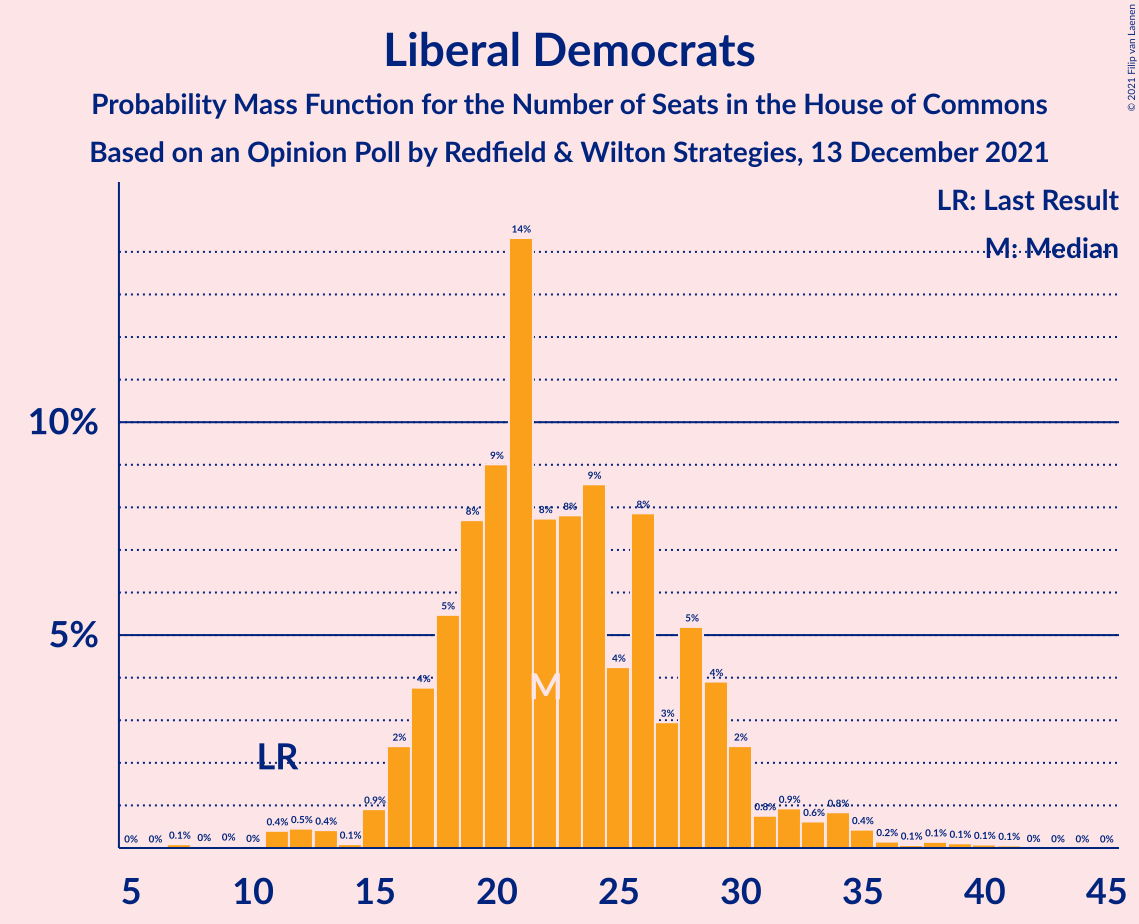 Liberal Democrats
Probability Mass Function for the Number of Seats in the House of Commons
Based on an Opinion Poll by Redfield & Wilton Strategies, 13 December 2021
© 2021 Filip van Laenen
LR: Last Result
M: Median
10%
5%
0% 0% 0.1% 0% 0% 0% 0.4% 0.5% 0.4% 0.1% 0.9% 2% 4% 5% 8% 9% 14% 8% 8% 9% 4% 8% 3% 5% 4% 2% 0.8% 0.9% 0.6% 0.8% 0.4% 0.2% 0.1% 0.1% 0.1% 0.1% 0.1% 0% 0% 0% 0%
M
LR
5 10 15 20 25 30 35 40 45